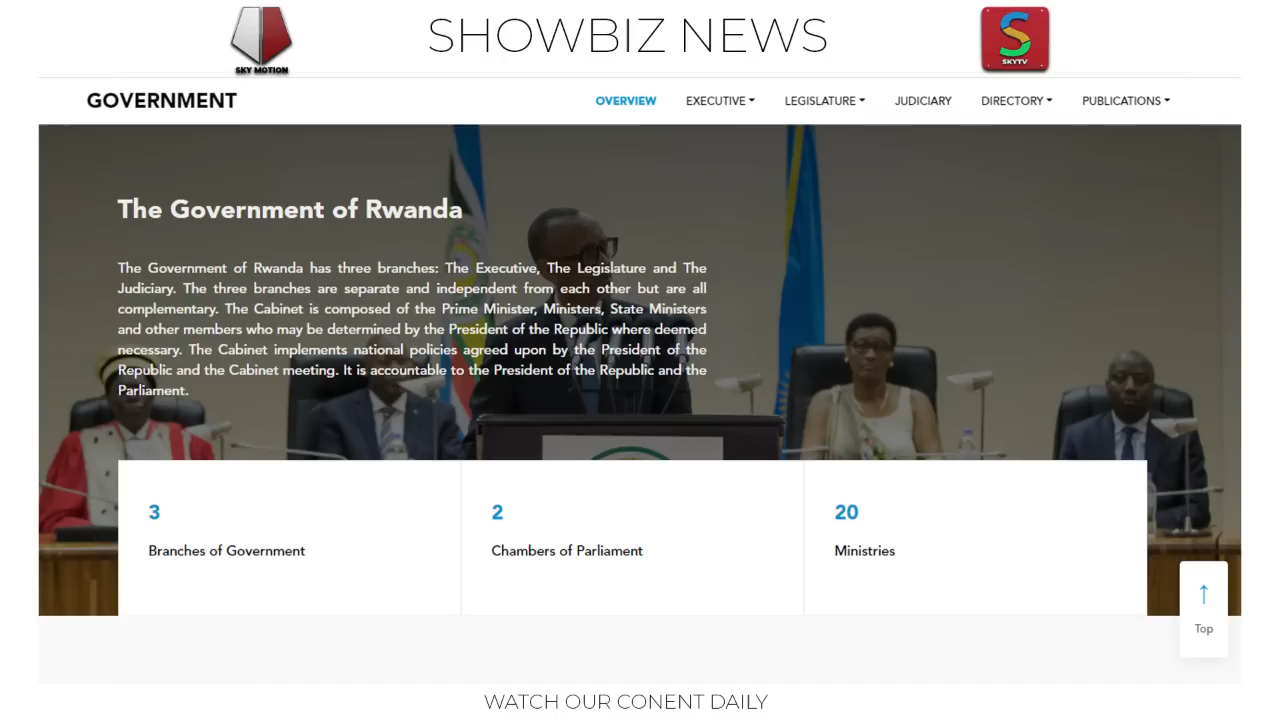 SKY MOTION
SHOWBIZ NEWS
S
SKYTV
GOVERNMENT
OVERVIEW EXECUTIVE LEGISLATURE JUDICIARY DIRECTORY PUBLICATIONS
The Government of Rwanda
The Government of Rwanda has three branches: The Executive, The Legislature and The
Judiciary. The three branches are separate and independent from each other but are all
complementary. The Cabinet is composed of the Prime Minister, Ministers, State Ministers
and other members who may be determined by the President of the Republic where deemed
necessary. The Cabinet implements national policies agreed upon by the President of the
Republic and the Cabinet meeting. It is accountable to the President of the Republic and the
Parliament.
3
Branches of Government
2
Chambers of Parliament
20
Ministries
↑
Top
WATCH OUR CONENT DAILY